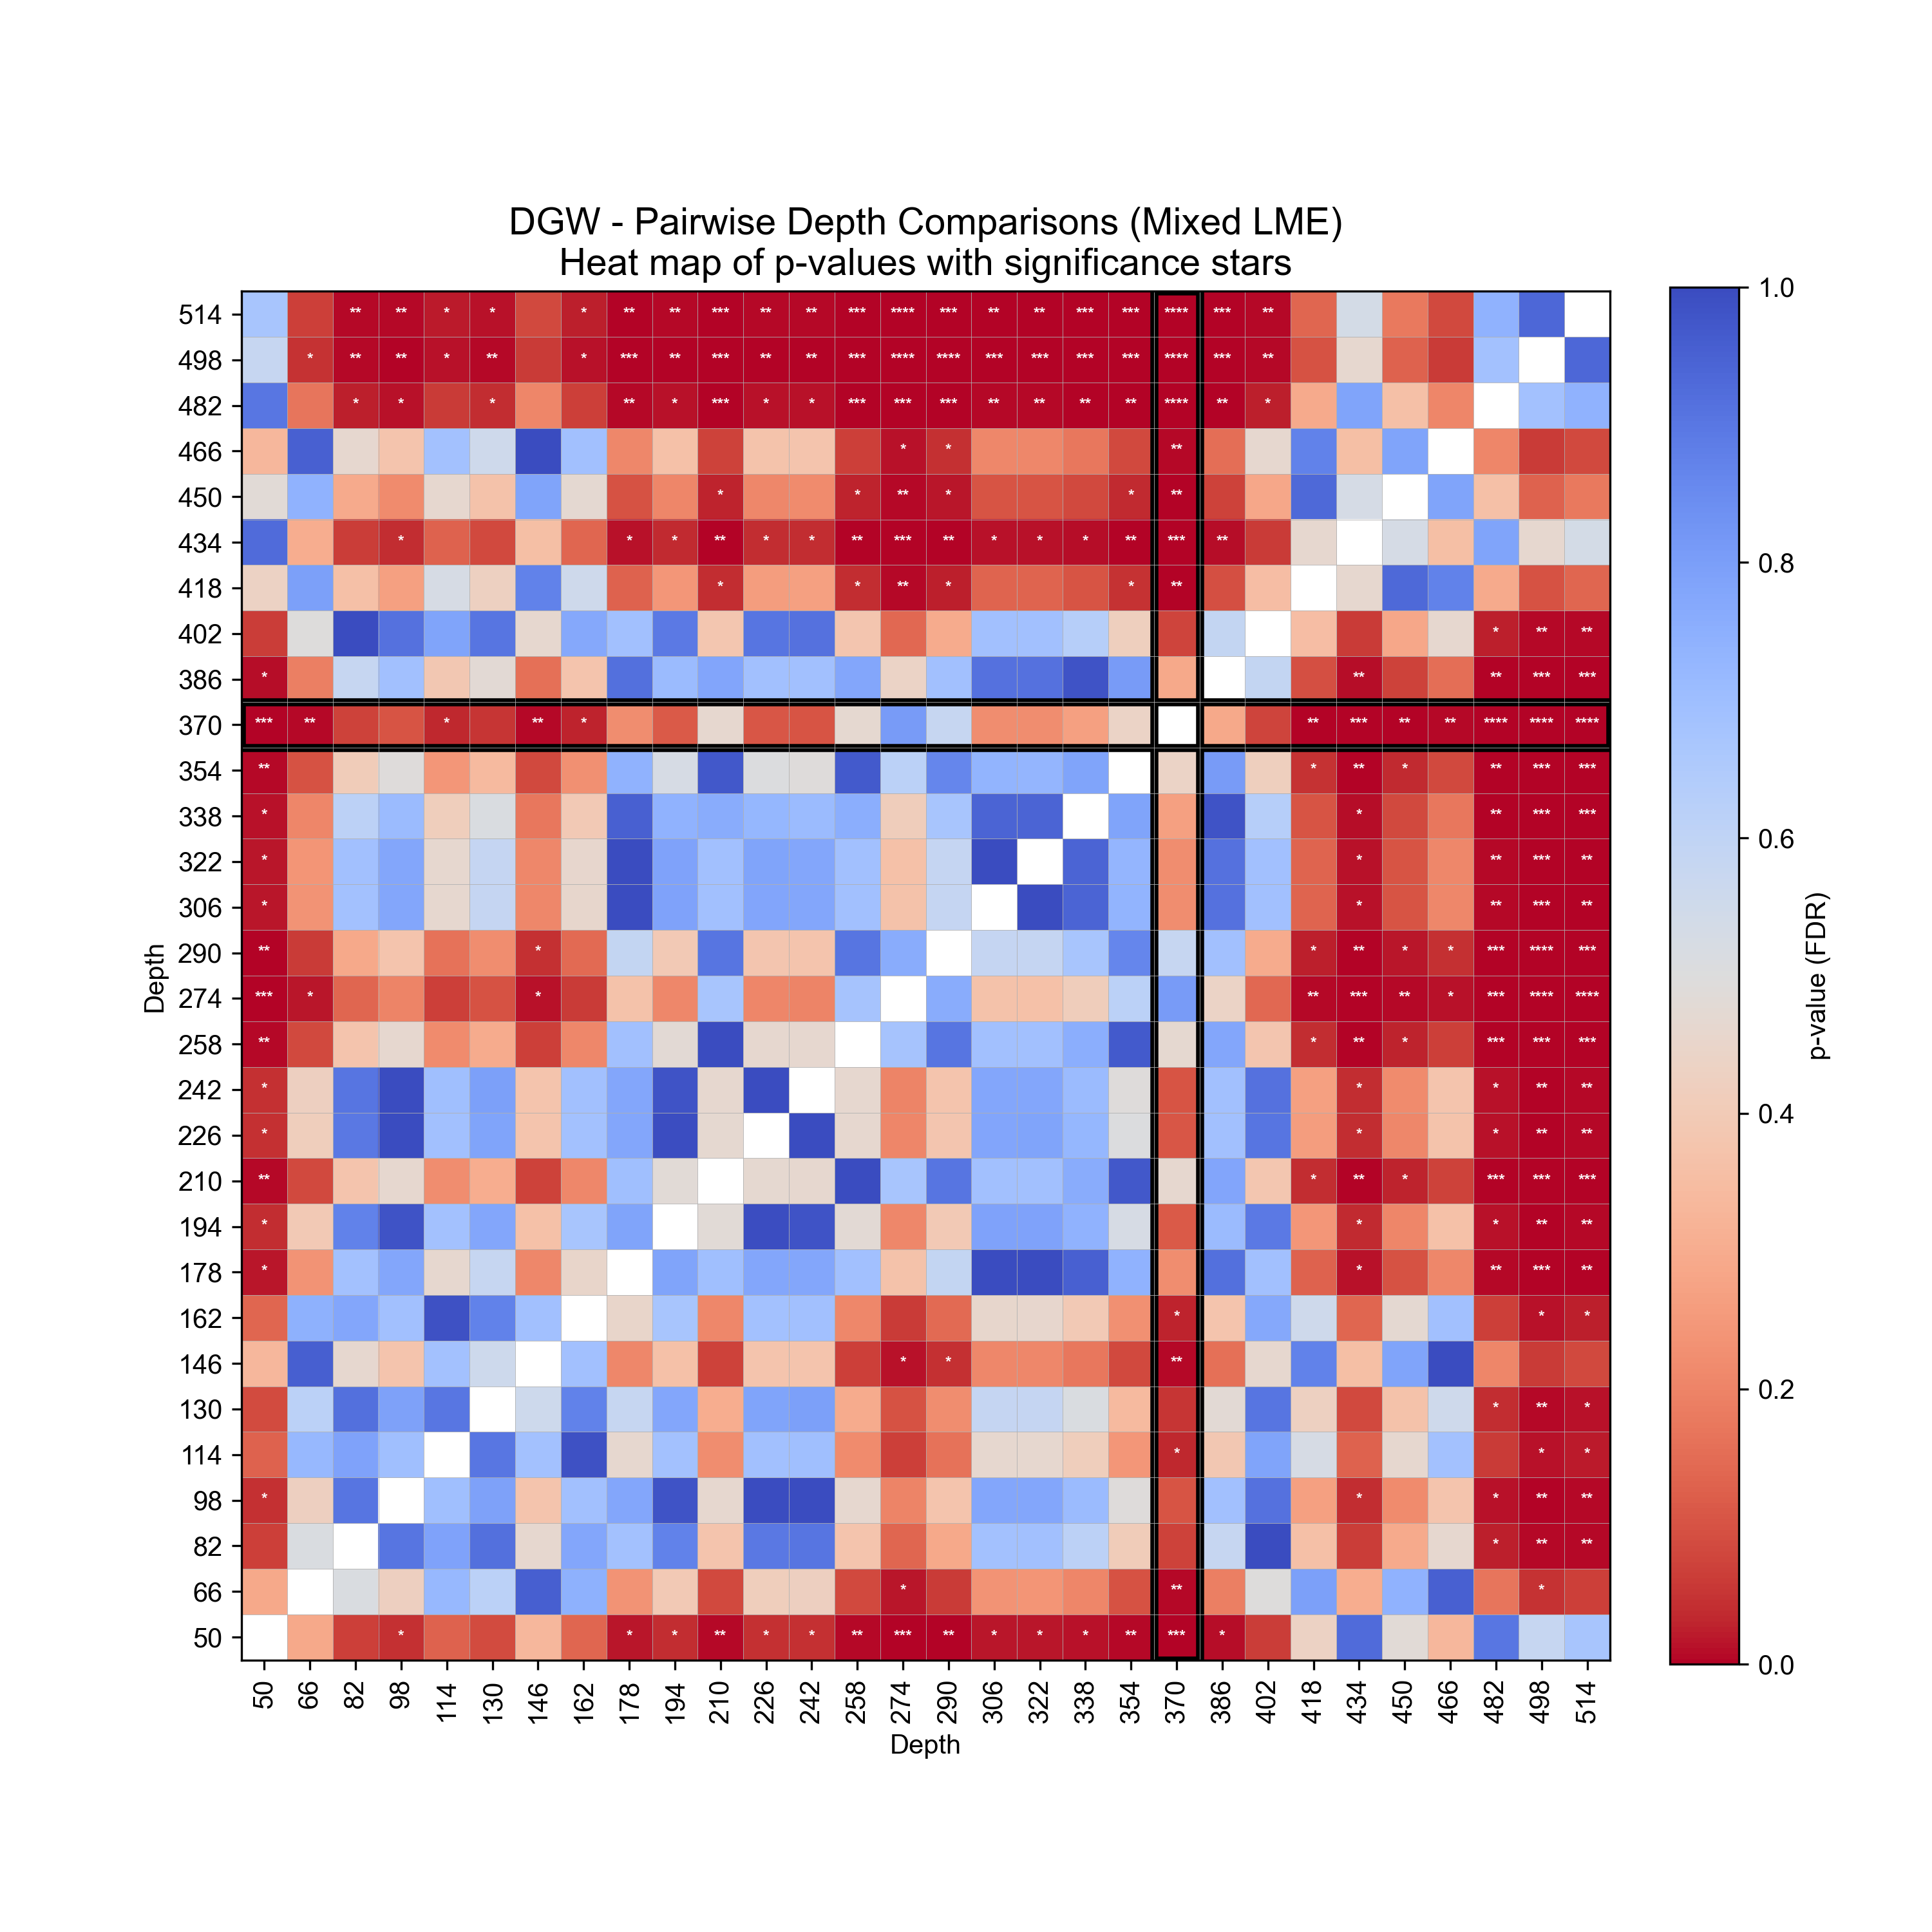 DGW - Pairwise Depth Comparisons (Mixed LME)
Heat map of p-values with significance stars
514 ** ** * * * ** ** *** ** ** *** **** *** ** ** *** *** **** *** **
498 * ** ** * ** * *** ** *** ** ** *** **** **** *** *** *** *** **** *** **
482 * * * ** * *** * * *** *** *** ** ** ** ** **** ** *
466 * * **
450 * * ** * * **
434 * * * ** * * ** *** ** * * * ** *** **
418 * * ** * * **
402 * ** **
386 * ** ** *** ***
370 *** ** * ** * ** *** ** ** **** **** ****
354 ** * ** * ** *** ***
338 * * ** *** ***
322 * * ** *** **
306 * * ** *** **
290 ** * * ** * * *** **** ***
274 *** * * ** *** ** * *** **** ****
258 ** * ** * *** *** ***
242 * * * ** **
226 * * * ** **
210 ** * ** * *** *** ***
194 * * * ** **
178 * * ** *** **
162 * * *
146 * * **
130 * ** *
114 * * *
98 * * * ** **
82 * ** **
66 * ** *
50 * * * ** * * ** *** ** * * * ** *** *
50 66 82 98 114 130 146 162 178 194 210 226 242 258 274 290 306 322 338 354 370 386 402 418 434 450 466 482 498 514
Depth
Depth
1.0
0.8
0.6
0.4
0.2
0.0
p-value (FDR)